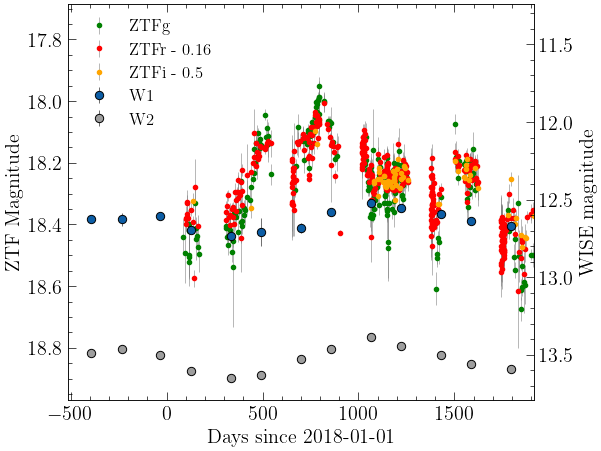 ZTFg
ZTFr - 0.16
ZTFi - 0.5
W1
W2
ZTF Magnitude
17.8
18.0
18.2
18.4
18.6
18.8
WISE magnitude
11.5
12.0
12.5
13.0
13.5
−500 0 500 1000 1500
Days since 2018-01-01